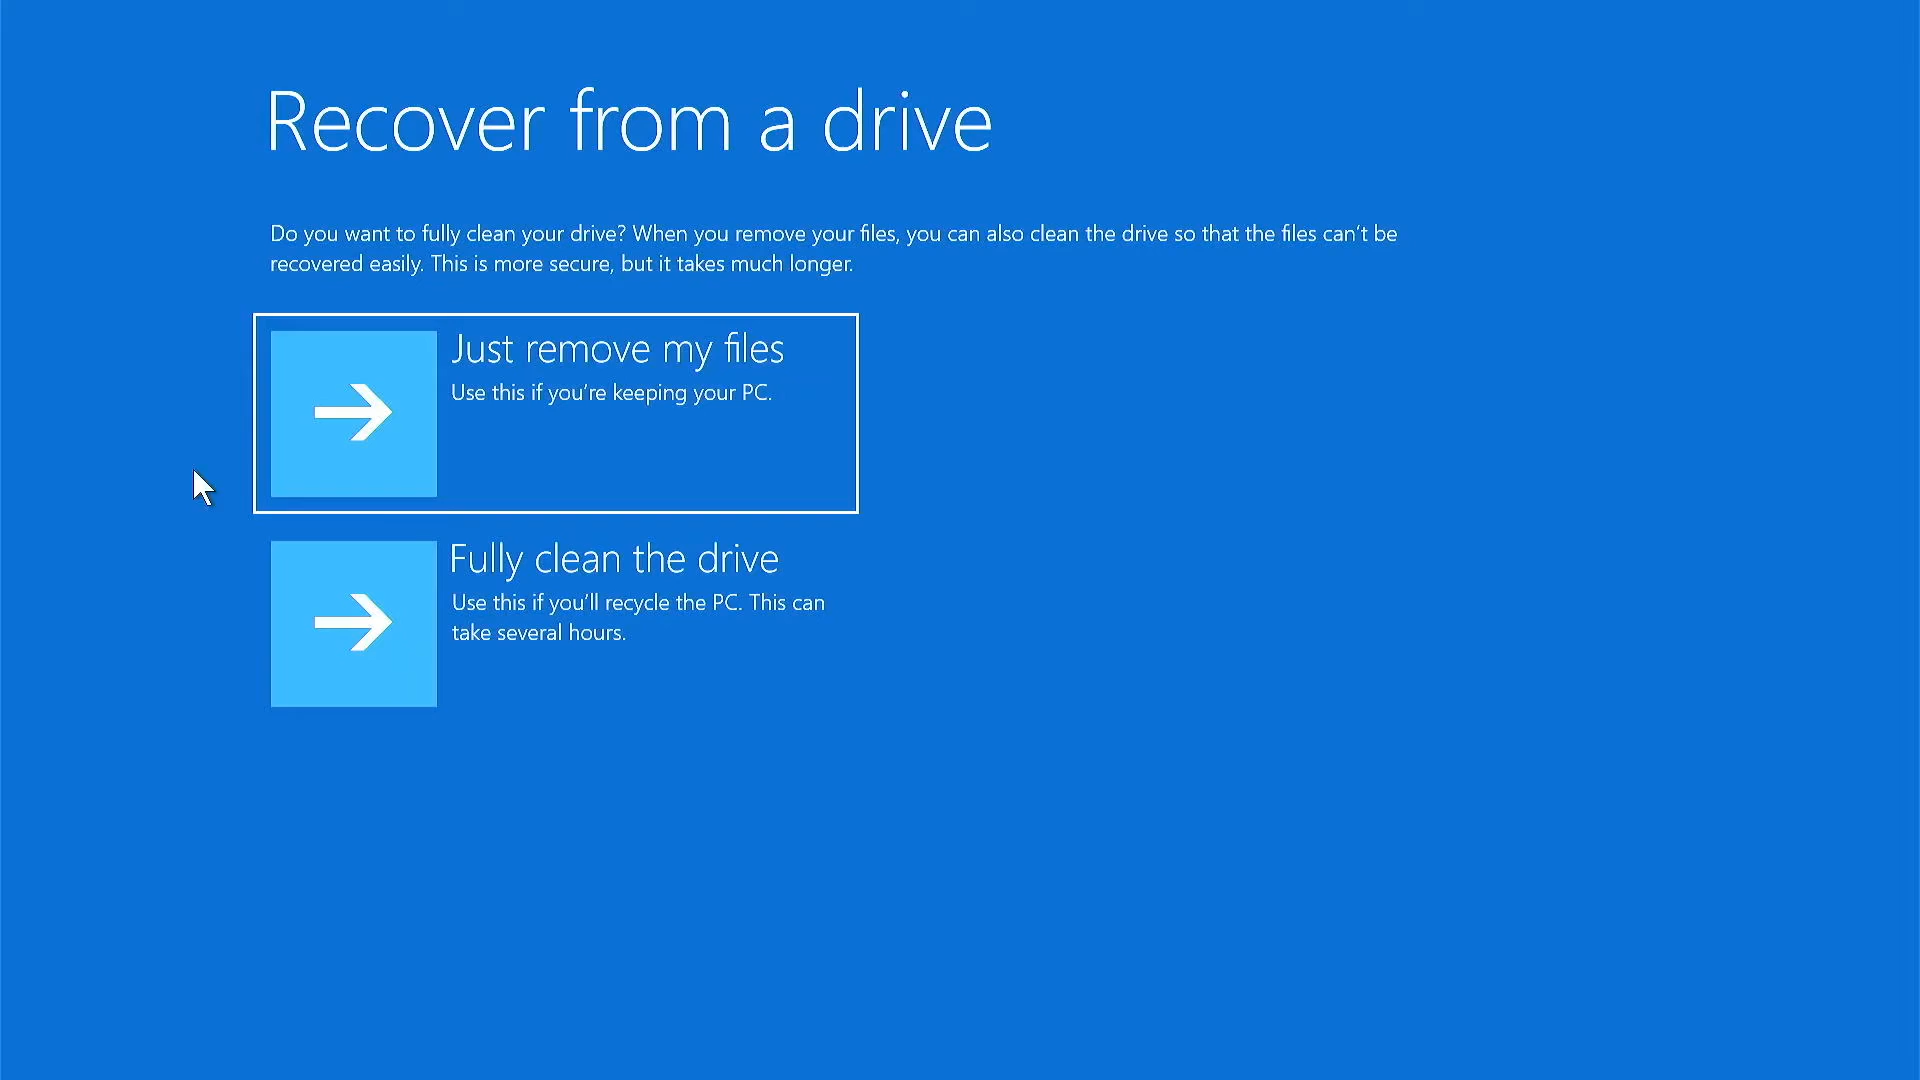 Recover from a drive
Do you want to fully clean your drive? When you remove your files, you can also clean the drive so that the files can’t be
recovered easily. This is more secure, but it takes much longer.
Just remove my files
Use this if you’re keeping your PC.
Fully clean the drive
Use this if you’ll recycle the PC. This can
take several hours.